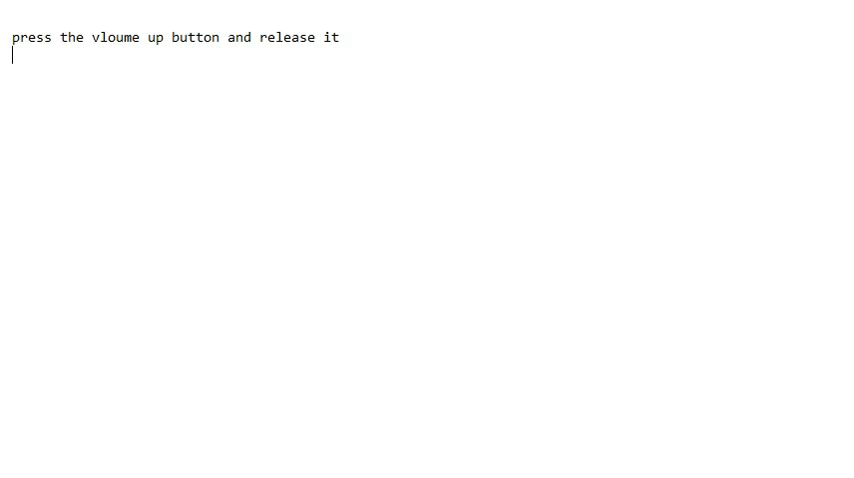 press the vloume up button and release it